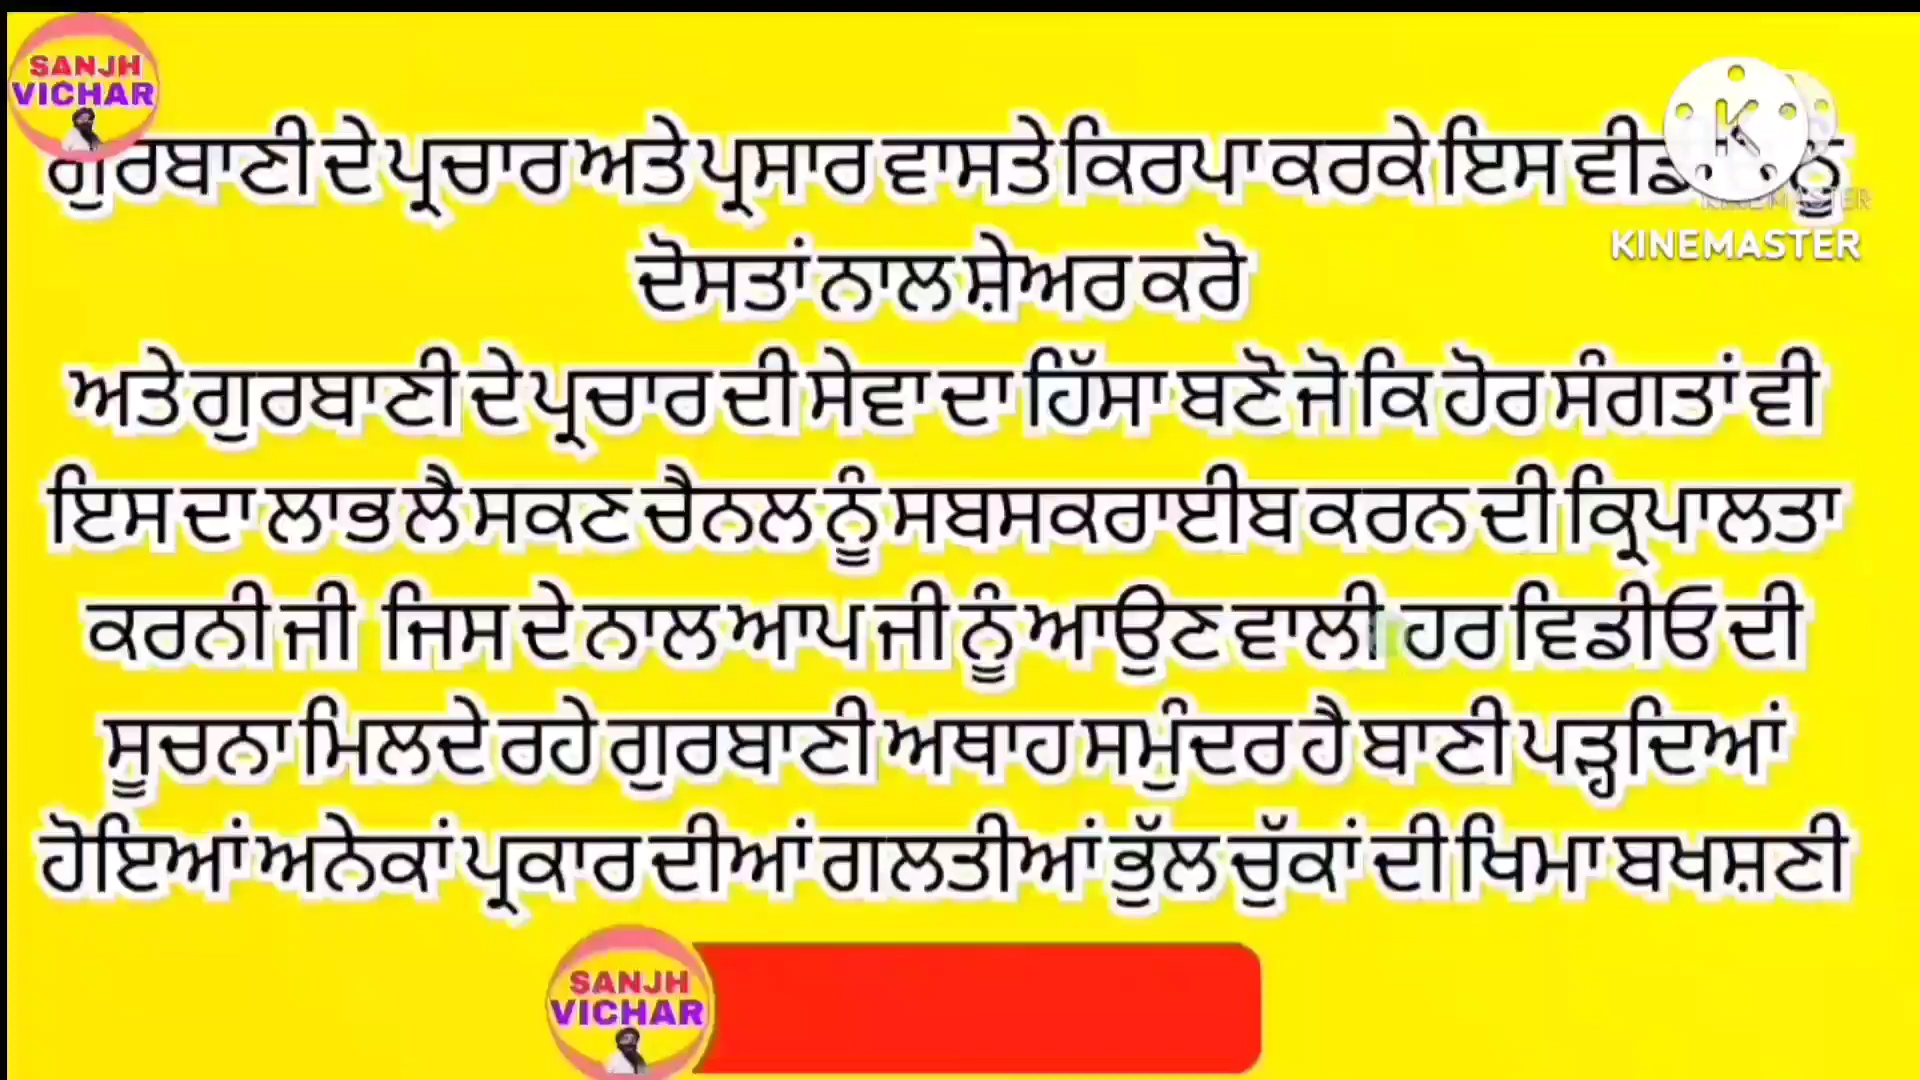 SANJH
VICHAR
ਗੁਰਬਾਣੀ ਦੇ ਪ੍ਰਚਾਰ ਅਤੇ ਪ੍ਰਸਾਰ ਵਾਸਤੇ ਕਿਰਪਾ ਕਰਕੇ ਇਸ ਨੂੰ
KINEMASTER
KINEMASTER
ਦੋਸਤਾਂ ਨਾਲ ਸ਼ੇਅਰ ਕਰੋ
ਅਤੇ ਗੁਰਬਾਣੀ ਦੇ ਪ੍ਰਚਾਰ ਦੀ ਸੇਵਾ ਦਾ ਹਿੱਸਾ ਬਣੋ ਜੋ ਕਿ ਹੋਰ ਸੰਗਤਾਂ ਵੀ
ਇਸ ਦਾ ਲਾਭ ਲੈ ਸਕਣ ਚੈਨਲ ਨੂੰ ਸਬਸਕਰਾਈਬ ਕਰਨ ਦੀ ਕ੍ਰਿਪਾਲਤਾ
ਕਰਨੀ ਜੀ ਜਿਸ ਦੇ ਨਾਲ ਆਪ ਜੀ ਨੂੰ ਆਉਣ ਵਾਲੀ ਹਰ ਵਿਡੀਓ ਦੀ
ਸੂਚਨਾ ਮਿਲਦੇ ਰਹੇ ਗੁਰਬਾਣੀ ਅਥਾਹ ਸਮੁੰਦਰ ਹੈ ਬਾਣੀ ਪੜ੍ਹਦਿਆਂ
ਹੋਇਆਂ ਅਨੇਕਾਂ ਪ੍ਰਕਾਰ ਦੀਆਂ ਗਲਤੀਆਂ ਭੁੱਲ ਚੁੱਕਾਂ ਦੀ ਖਿਮਾ ਬਖਸ਼ਣੀ
SANJH
VICHAR